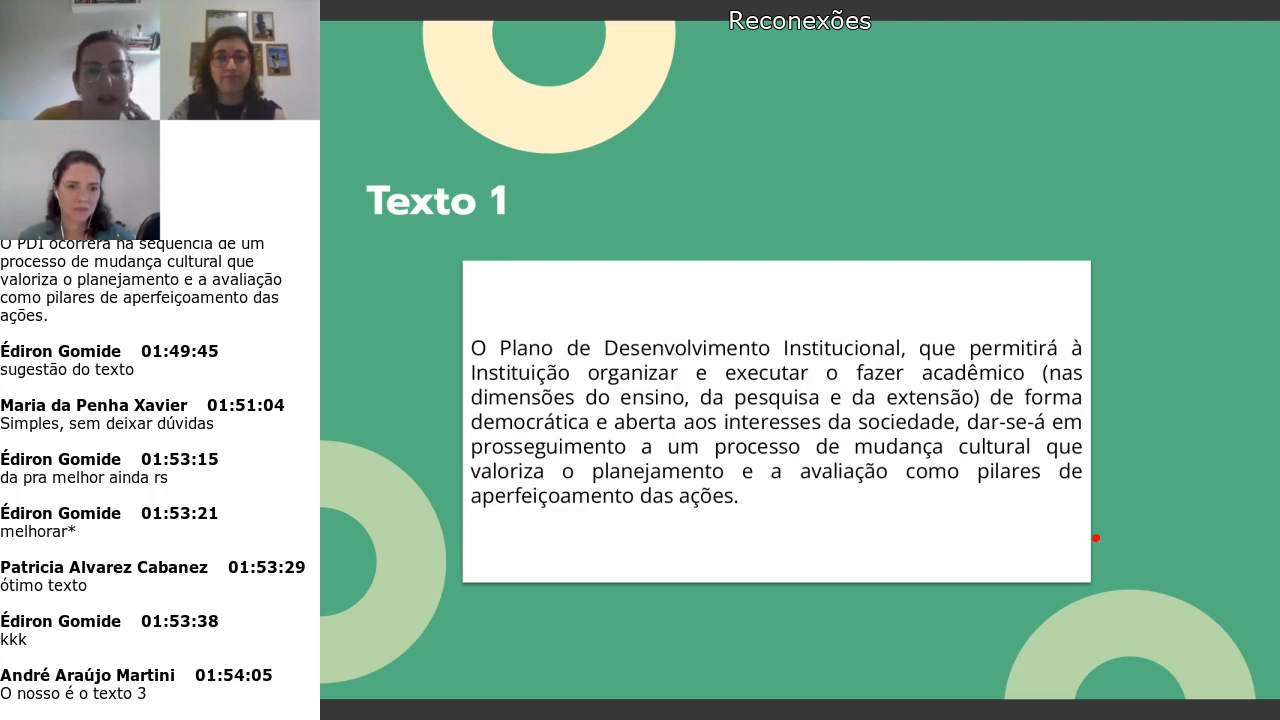 Reconexões
Texto 1
O Plano de Desenvolvimento Institucional, que permitirá à
Instituição organizar e executar o fazer acadêmico (nas
dimensões do ensino, da pesquisa e da extensão) de forma
democrática e aberta aos interesses da sociedade, dar-se-á em
prosseguimento a um processo de mudança cultural que
valoriza o planejamento e a avaliação como pilares de
aperfeiçoamento das ações.
O PDI ocorrerá na sequência de um
processo de mudança cultural que
valoriza o planejamento e a avaliação
como pilares de aperfeiçoamento das
ações.
Édiron Gomide 01:49:45
sugestão do texto
Maria da Penha Xavier 01:51:04
Simples, sem deixar dúvidas
Édiron Gomide 01:53:15
da pra melhor ainda rs
Édiron Gomide 01:53:21
melhorar*
Patricia Alvarez Cabanez 01:53:29
ótimo texto
Édiron Gomide 01:53:38
kkk
André Araújo Martini 01:54:05
O nosso é o texto 3